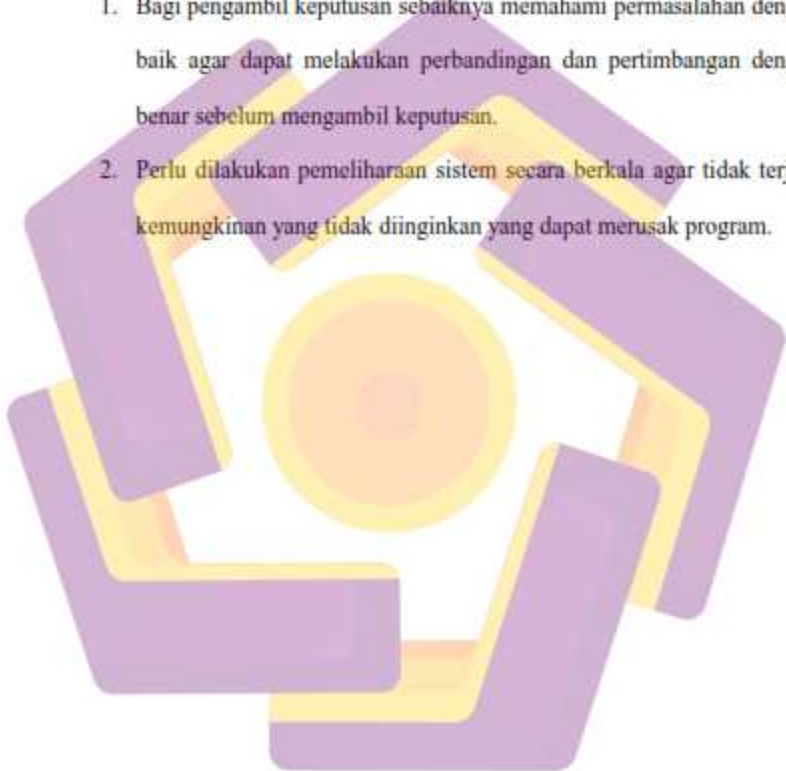 1. Bagi pengambil keputusan sebaiknya memahami permasalahan den
baik agar dapat melakukan perbandingan dan pertimbangan den
benar sebelum mengambil keputusan.
2. Perlu dilakukan pemeliharaan sistem secara berkala agar tidak ter
kemungkinan yang tidak diinginkan yang dapat merusak program.